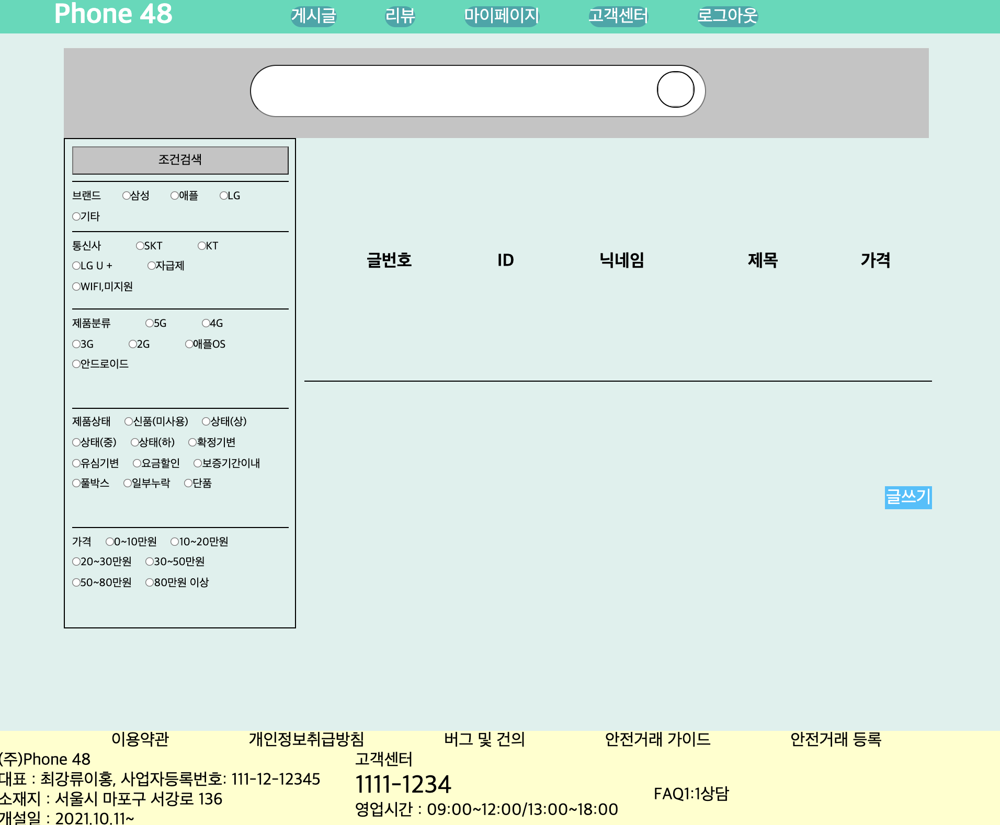 Phone 48 게시글 리뷰 마이페이지 고객센터 로그아웃
조건검색
브랜드 삼성 애플 LG
기타
통신사 SKT KT
LG U + 자급제
WIFI,미지원
제품분류 5G 4G
3G 2G 애플OS
안드로이드
제품상태 신품(미사용) 상태(상)
상태(중) 상태(하) 확정기변
유심기변 요금할인 보증기간이내
풀박스 일부누락 단품
가격 0~10만원 10~20만원
20~30만원 30~50만원
50~80만원 80만원 이상
글번호 ID 닉네임 제목 가격
글쓰기
이용약관 개인정보취급방침 버그 및 건의 안전거래 가이드 안전거래 등록
(주)Phone 48
대표 : 최강류이홍, 사업자등록번호: 111-12-12345
소재지 : 서울시 마포구 서강로 136
개설일 : 2021.10.11~
고객센터
1111-1234
영업시간 : 09:00~12:00/13:00~18:00
FAQ1:1상담